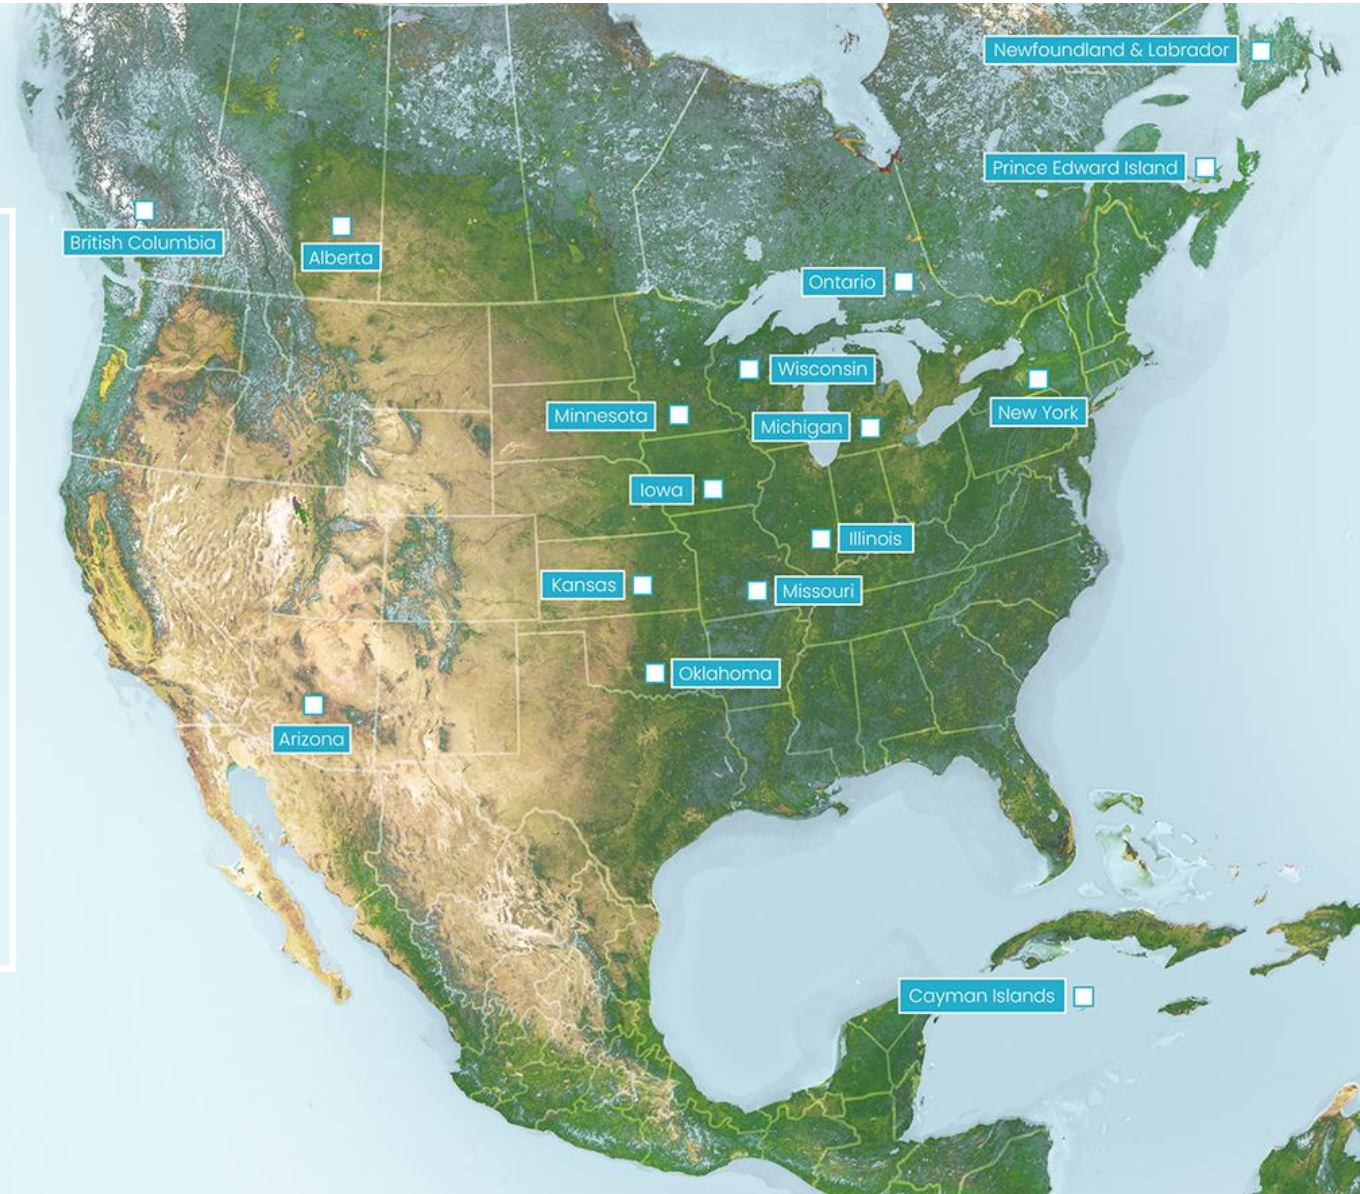 Newfoundland & Labrador
Prince Edward Island
British Columbia
Alberta
Ontario
Wisconsin
New York
Minnesota
Michigan
Iowa
Illinois
Kansas
Missouri
Oklahoma
Arizona
Cayman Islands